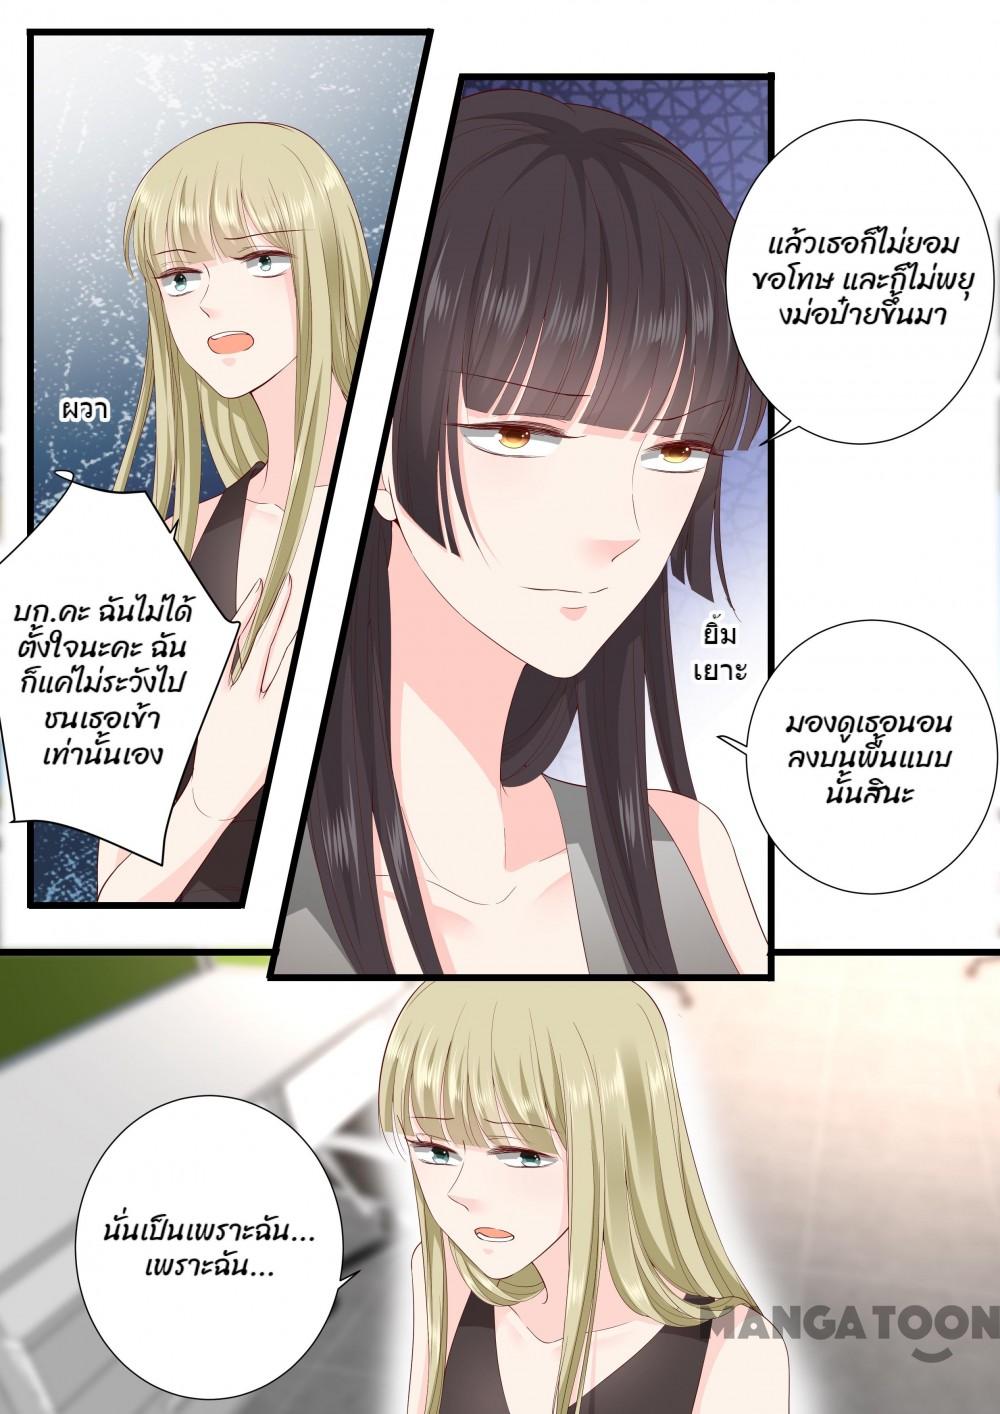 ผวา
บก.คะ ฉันไม่ได้
ตั้งใจนะคะ ฉัน
ก็แค่ไม่ระวังไป
ชนเธอเข้า
เท่านั้นเอง
แล้วเธอก็ไม่ยอม
ขอโทษ และก็ไม่พยุ
งม่อป๋ายขึ้นมา
ยิ้ม
เยาะ
มองดูเธอนอน
ลงบนพื้นแบบ
นั้นสินะ
นั่นเป็นเพราะฉัน...
เพราะฉัน...
MANGATOON